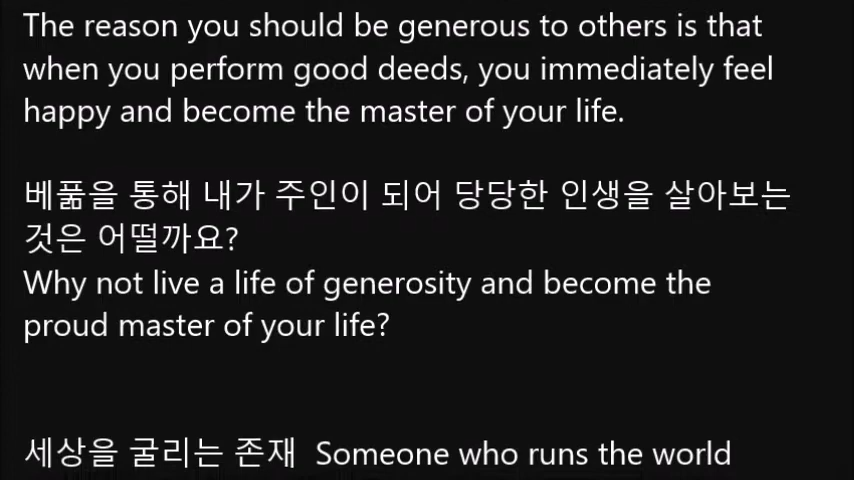 The reason you should be generous to others is that
when you perform good deeds, you immediately feel
happy and become the master of your life.
베풂을 통해 내가 주인이 되어 당당한 인생을 살아보는
것은 어떨까요?
Why not live a life of generosity and become the
proud master of your life?
세상을 굴리는 존재  Someone who runs the world